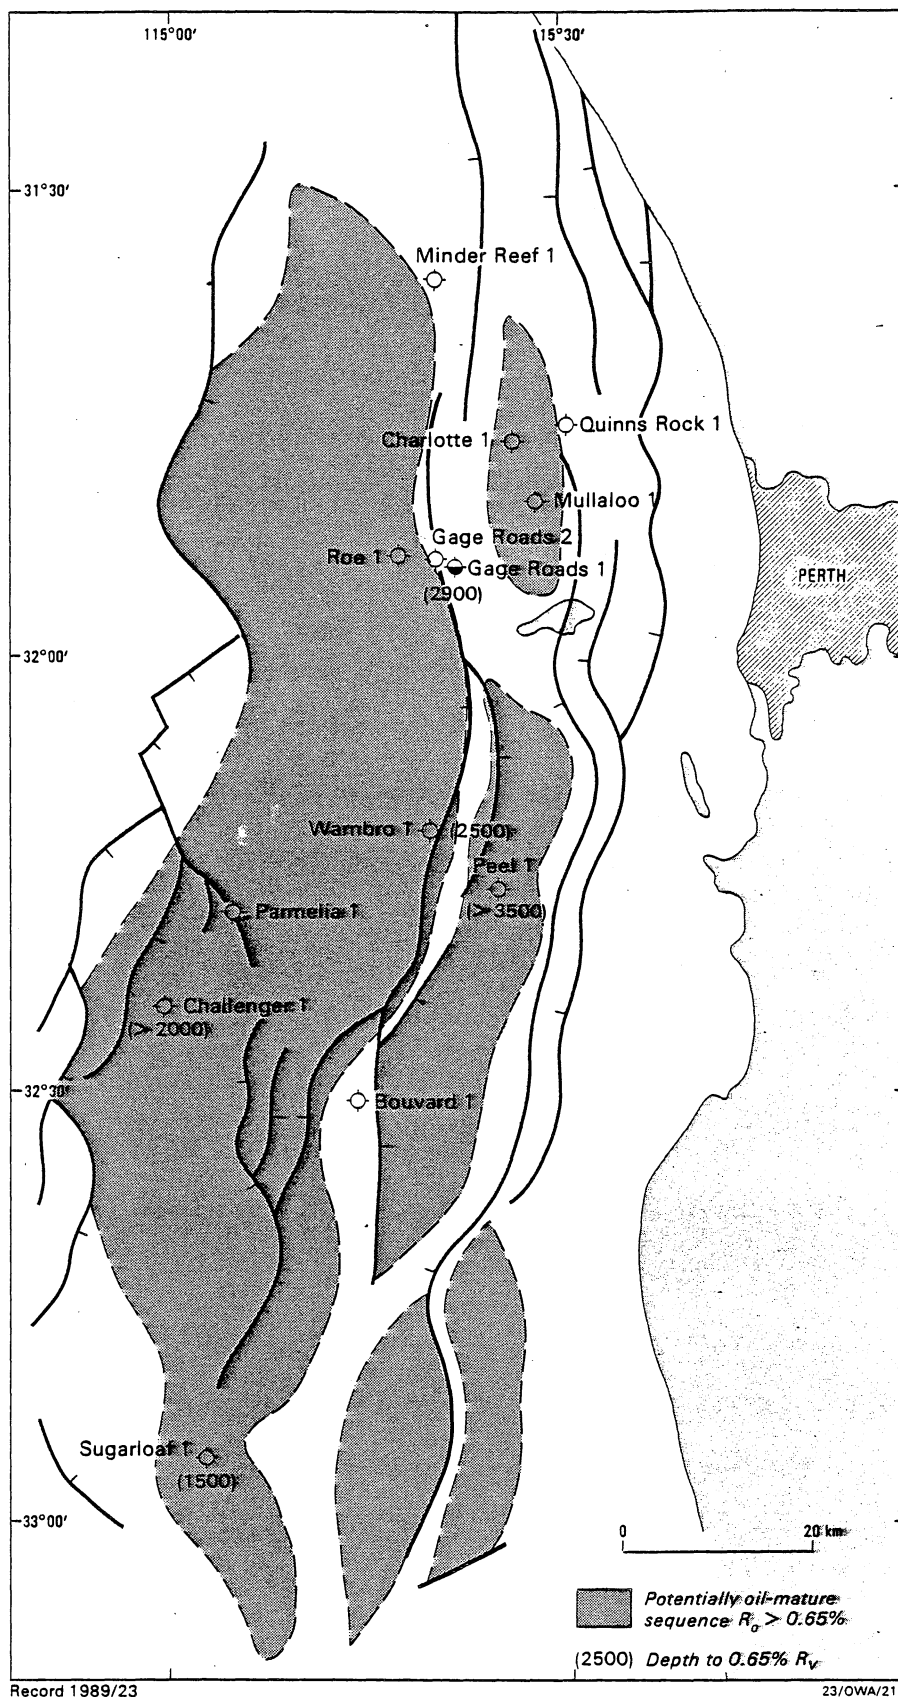 115°00'
15°30'
31°30'
Minder Reef 1
Quinns Rock 1
Charlotte 1
Mullaloo 1
Gage Roads 2
Roe 1
Gage Roads 1
(2900)
PERTH
32°00'
Wambro 1 (2500)
Peel 1
(> 3500)
Parmelia 1
Challenger 1
(> 2000)
32°30'
Bouvard 1
Sugarloaf 1
(1500)
33°00'
0 20 km
Potentially oil-mature
sequence Ro > 0.65%
(2500) Depth to 0.65% Rv
Record 1989/23 23/OWA/21